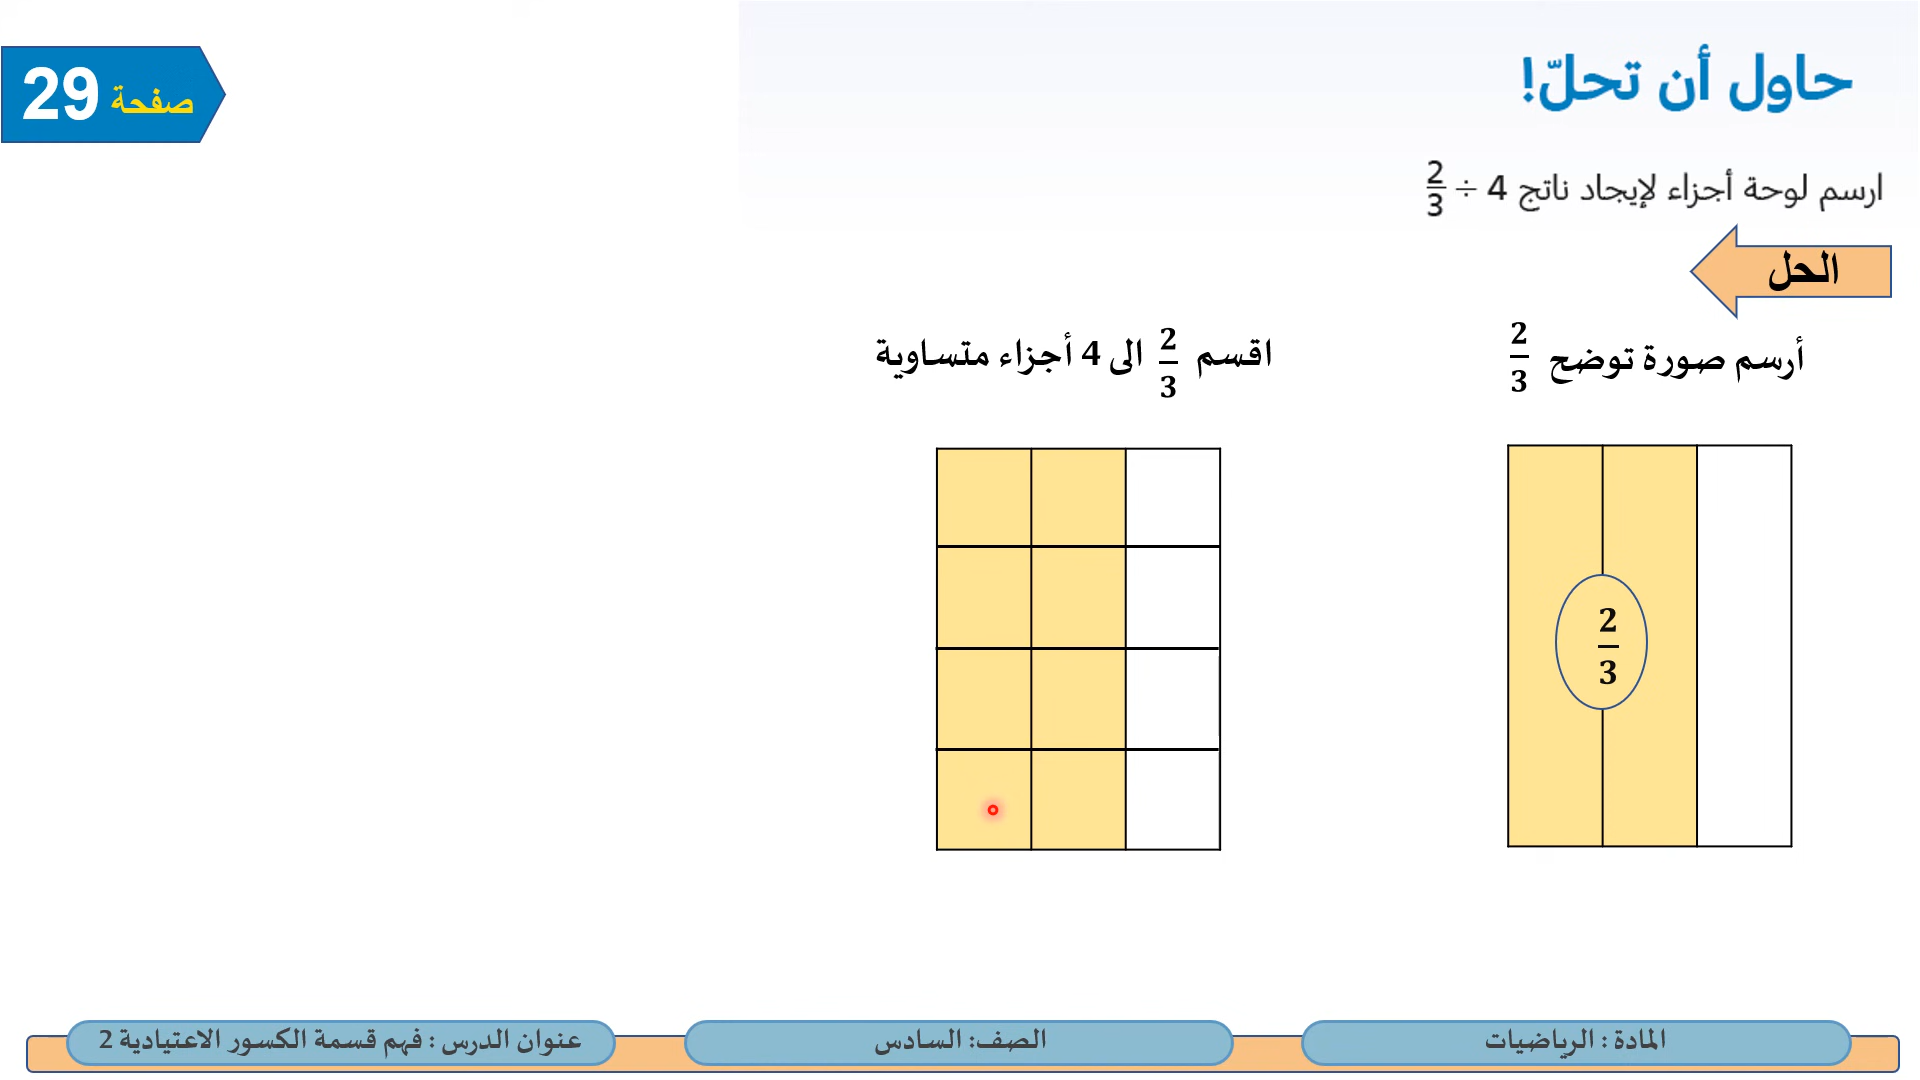 حاول أن تحلّ!
صفحة 29
ارسم لوحة أجزاء لإيجاد ناتج 4 ÷ 2/3
الحل
أرسم صورة توضح 2/3
اقسم 2/3 الى 4 أجزاء متساوية
2/3
المادة : الرياضيات
الصف: السادس
عنوان الدرس : فهم قسمة الكسور الاعتيادية 2